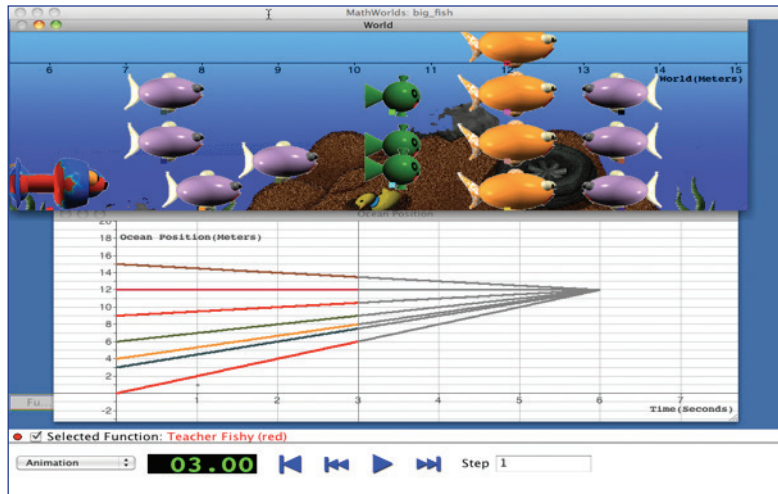 MathWorlds: big_fish
World
6 7 8 9 10 11 12 13 14 15
World(Meters)
Ocean Position
20
18
Ocean Position(Meters)
16
14
12
10
8
6
4
2
-2
1 2 3 4 5 6 7
Time(Seconds)
Fu...
Selected Function: Teacher Fishy (red)
Animation
03.00
Step 1